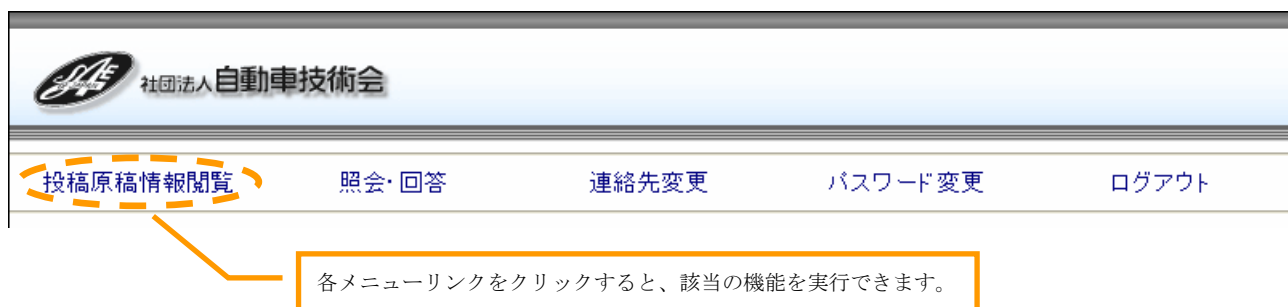 SAE OF JAPAN 社団法人自動車技術会
投稿原稿情報閲覧 照会・回答 連絡先変更 パスワード変更 ログアウト
各メニューリンクをクリックすると、該当の機能を実行できます。